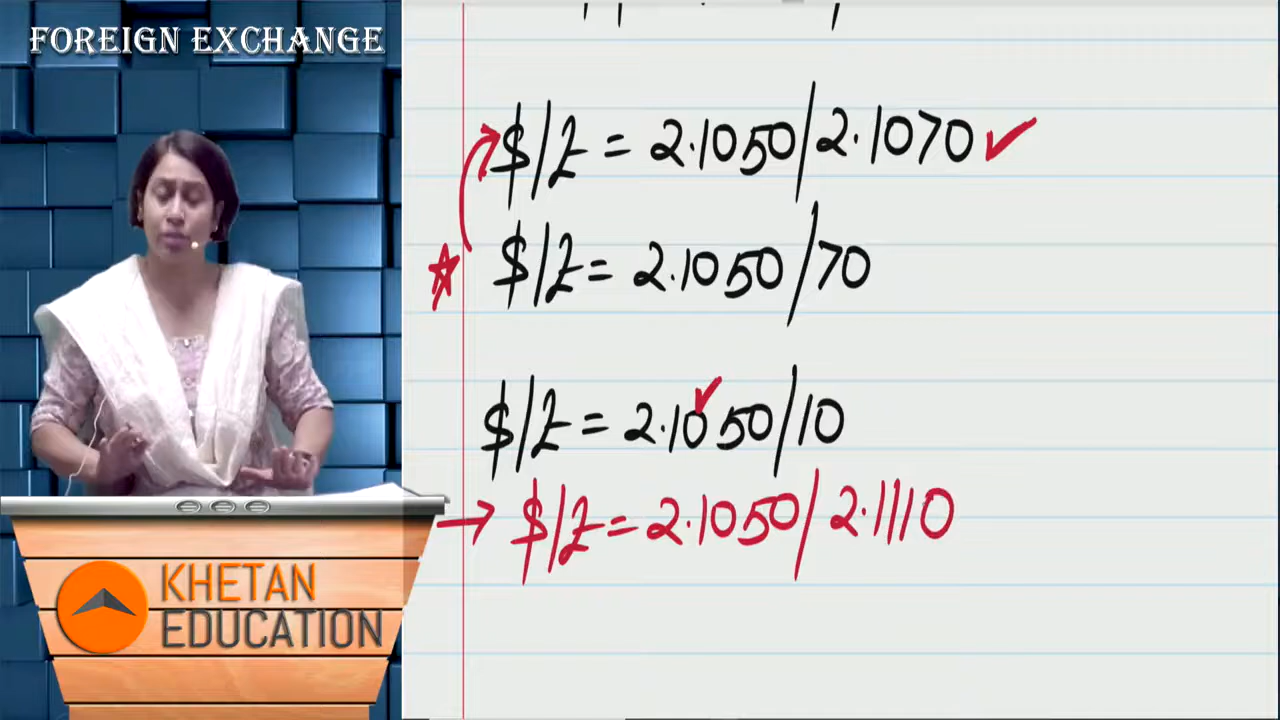 FOREIGN EXCHANGE
$/£ = 2.1050/2.1070 ✓
$/£ = 2.1050/70
$/£ = 2.1050/10
→ $/£ = 2.1050/2.1110
KHETAN
EDUCATION